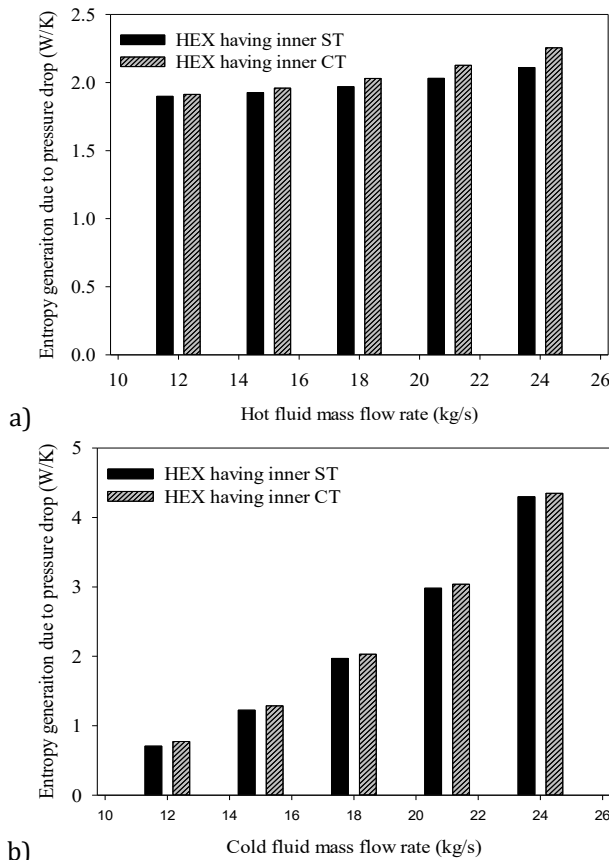 2.5
2.0
1.5
1.0
0.5
0.0
Entropy generaiton due to pressure drop (W/K)
HEX having inner ST
HEX having inner CT
10 12 14 16 18 20 22 24 26
Hot fluid mass flow rate (kg/s)
a)
5
4
3
2
1
0
Entropy generaiton due to pressure drop (W/K)
HEX having inner ST
HEX having inner CT
10 12 14 16 18 20 22 24 26
Cold fluid mass flow rate (kg/s)
b)